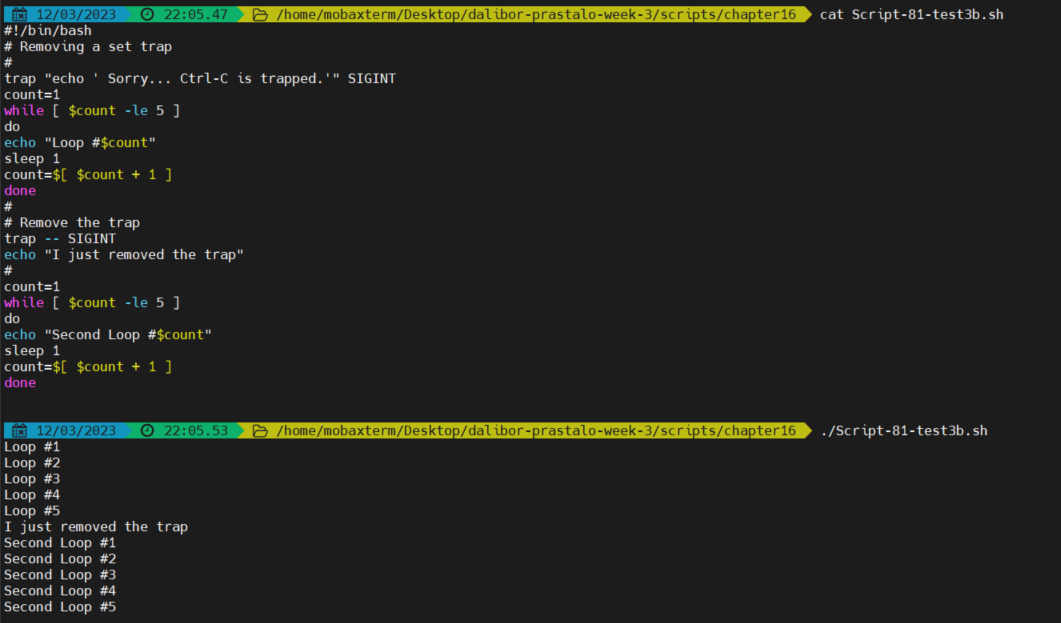 12/03/2023 22:05.47 /home/mobaxterm/Desktop/dalibor-prastalo-week-3/scripts/chapter16 cat Script-81-test3b.sh
#!/bin/bash
# Removing a set trap
#
trap "echo ' Sorry... Ctrl-C is trapped.'" SIGINT
count=1
while [ $count -le 5 ]
do
echo "Loop #$count"
sleep 1
count=$[ $count + 1 ]
done
#
# Remove the trap
trap -- SIGINT
echo "I just removed the trap"
#
count=1
while [ $count -le 5 ]
do
echo "Second Loop #$count"
sleep 1
count=$[ $count + 1 ]
done
12/03/2023 22:05.53 /home/mobaxterm/Desktop/dalibor-prastalo-week-3/scripts/chapter16 ./Script-81-test3b.sh
Loop #1
Loop #2
Loop #3
Loop #4
Loop #5
I just removed the trap
Second Loop #1
Second Loop #2
Second Loop #3
Second Loop #4
Second Loop #5